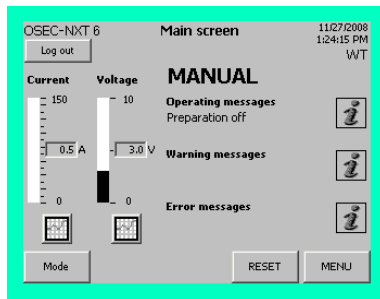 OSEC-NXT 6
Main screen
11/27/2008
1:24:15 PM
Log out
WT
Current
Voltage
MANUAL
150
10
Operating messages
Preparation off
0.5 A
3.0 V
Warning messages
0
0
Error messages
Mode
RESET
MENU